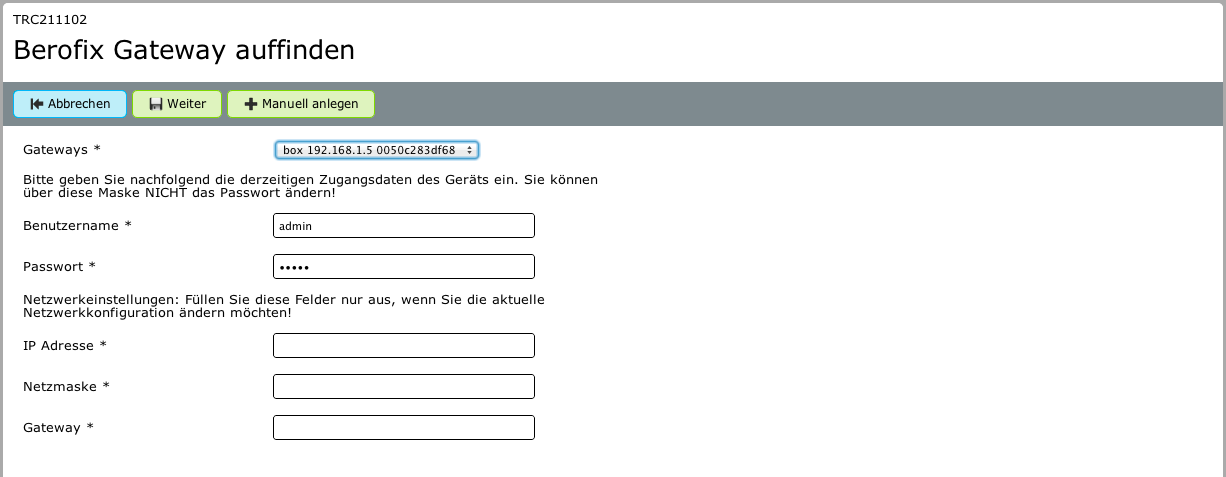 TRC211102
Berofix Gateway auffinden
Abbrechen Weiter Manuell anlegen
Gateways * box 192.168.1.5 0050c283df68
Bitte geben Sie nachfolgend die derzeitigen Zugangsdaten des Geräts ein. Sie können
über diese Maske NICHT das Passwort ändern!
Benutzername * admin
Passwort * •••••
Netzwerkeinstellungen: Füllen Sie diese Felder nur aus, wenn Sie die aktuelle
Netzwerkkonfiguration ändern möchten!
IP Adresse *
Netzmaske *
Gateway *